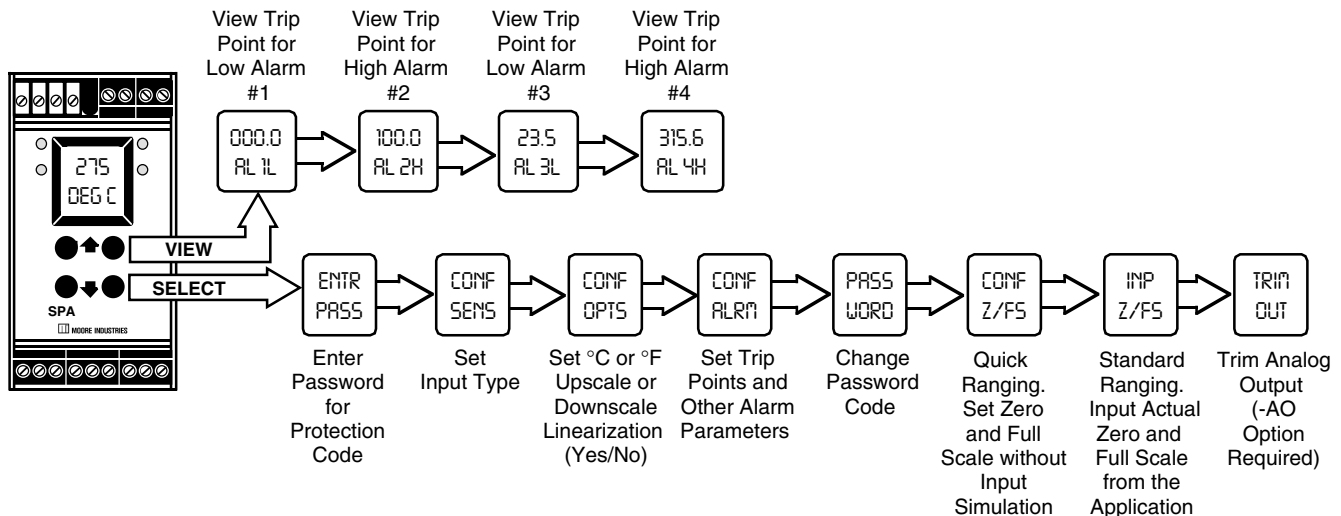 View Trip
Point for
Low Alarm
#1
View Trip
Point for
High Alarm
#2
View Trip
Point for
Low Alarm
#3
View Trip
Point for
High Alarm
#4
000.0
AL 1L
100.0
AL 2H
23.5
AL 3L
315.6
AL 4H
275
DEG C
VIEW
SELECT
SPA
MOORE INDUSTRIES
ENTR
PASS
CONF
SENS
CONF
OPTS
CONF
ALRM
PASS
WORD
CONF
Z/FS
INP
Z/FS
TRIM
OUT
Enter
Password
for
Protection
Code
Set
Input Type
Set °C or °F
Upscale or
Downscale
Linearization
(Yes/No)
Set Trip
Points and
Other Alarm
Parameters
Change
Password
Code
Quick
Ranging.
Set Zero
and Full
Scale without
Input
Simulation
Standard
Ranging.
Input Actual
Zero and
Full Scale
from the
Application
Trim Analog
Output
(-AO
Option
Required)